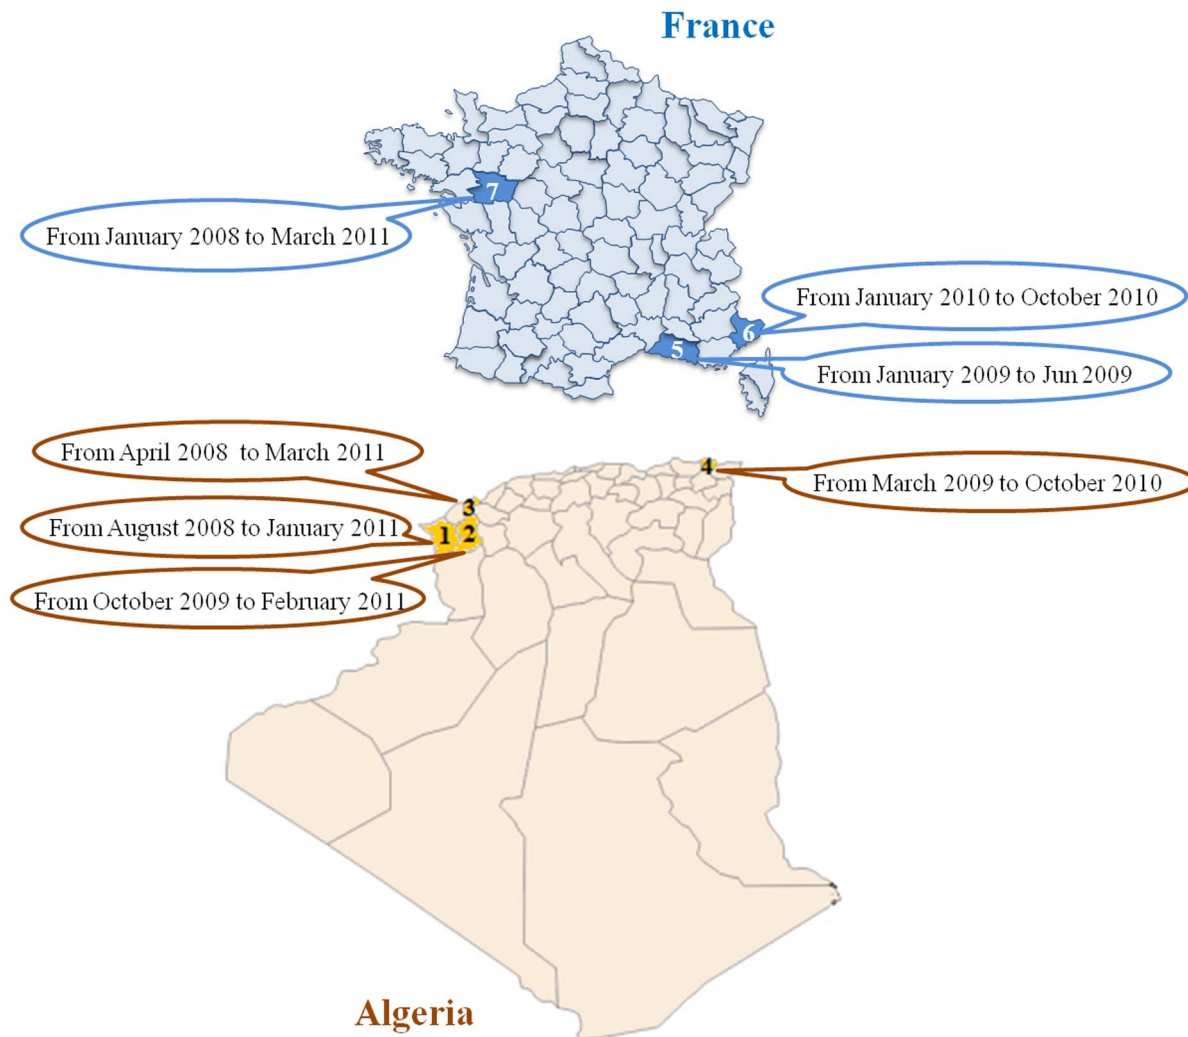 France
7
From January 2008 to March 2011
From January 2010 to October 2010
6
5
From January 2009 to Jun 2009
From April 2008 to March 2011
4
From March 2009 to October 2010
3
From August 2008 to January 2011
1
2
From October 2009 to February 2011
Algeria